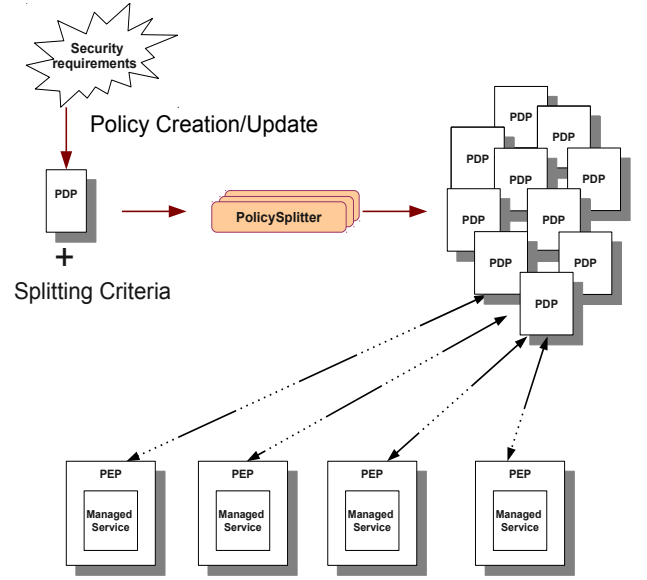 Security
requirements
Policy Creation/Update
PDP
+
Splitting Criteria
PolicySplitter
PDP
PDP
PDP
PDP
PDP
PDP
PDP
PDP
PDP
PDP
PEP
Managed
Service
PEP
Managed
Service
PEP
Managed
Service
PEP
Managed
Service